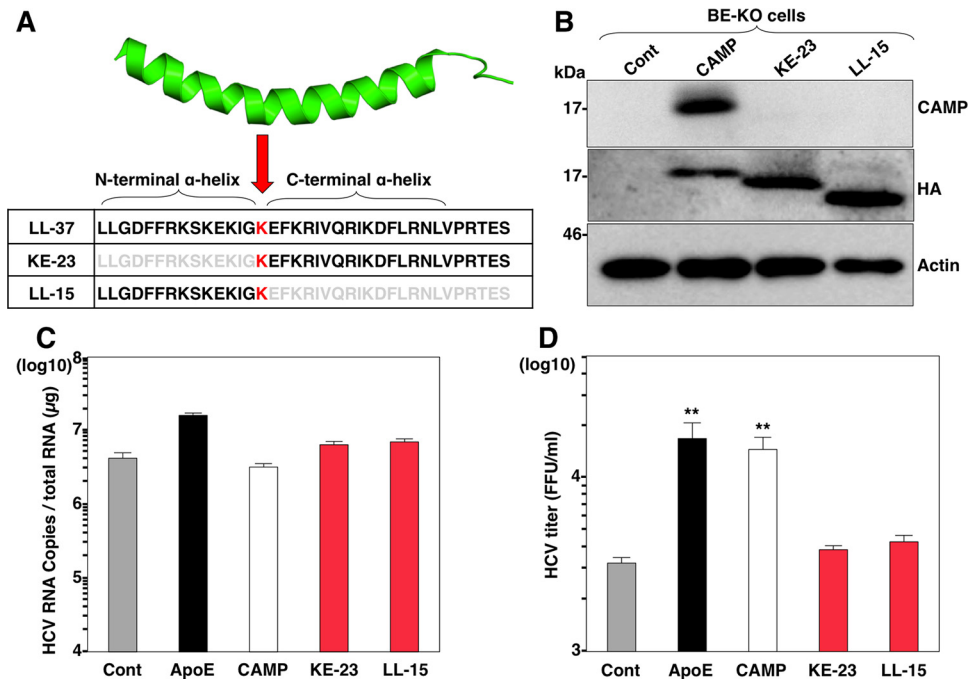 A
N-terminal α-helix
C-terminal α-helix
LL-37 LLGDFFRKSKEKIGKEFKRIVQRIKDFLRNLVPRTES
KE-23 LLGDFFRKSKEKIGKEFKRIVQRIKDFLRNLVPRTES
LL-15 LLGDFFRKSKEKIGKEFKRIVQRIKDFLRNLVPRTES
B
BE-KO cells
Cont CAMP KE-23 LL-15
kDa
17- CAMP
17- HA
46-
Actin
C
(log10)
HCV RNA Copies / total RNA (µg)
8
7
6
5
4
Cont ApoE CAMP KE-23 LL-15
D
(log10)
HCV titer (FFU/ml)
** **
4
3
Cont ApoE CAMP KE-23 LL-15